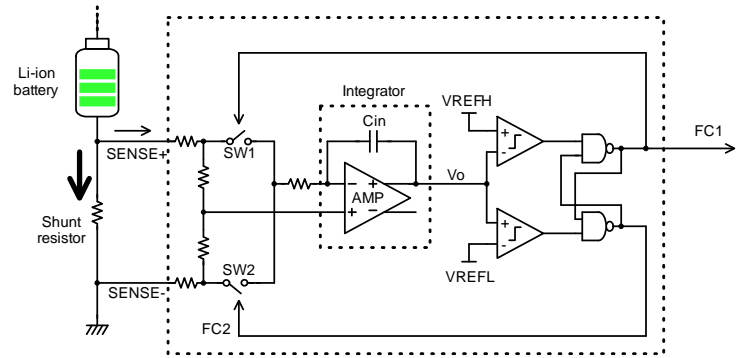 Li-ion
battery
SENSE+
Shunt
resistor
SENSE-
SW1
SW2
FC2
Integrator
Cin
AMP
− +
+ −
Vo
VREFH
+
-
VREFL
+
-
FC1